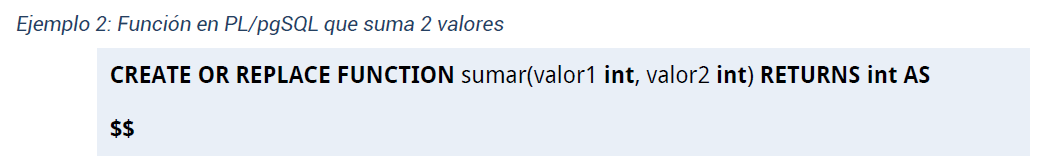 Ejemplo 2: Función en PL/pgSQL que suma 2 valores
CREATE OR REPLACE FUNCTION sumar(valor1 int, valor2 int) RETURNS int AS
$$